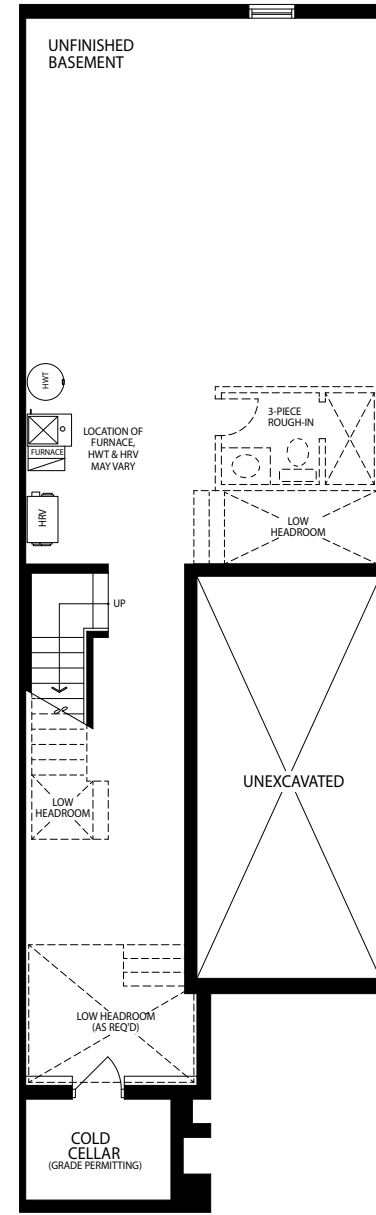 UNFINISHED
BASEMENT
HWT
3-PIECE
ROUGH-IN
LOCATION OF
FURNACE,
HWT & HRV
MAY VARY
FURNACE
HRV
LOW
HEADROOM
UP
UNEXCAVATED
LOW
HEADROOM
LOW HEADROOM
(AS REQ'D)
COLD
CELLAR
(GRADE PERMITTING)